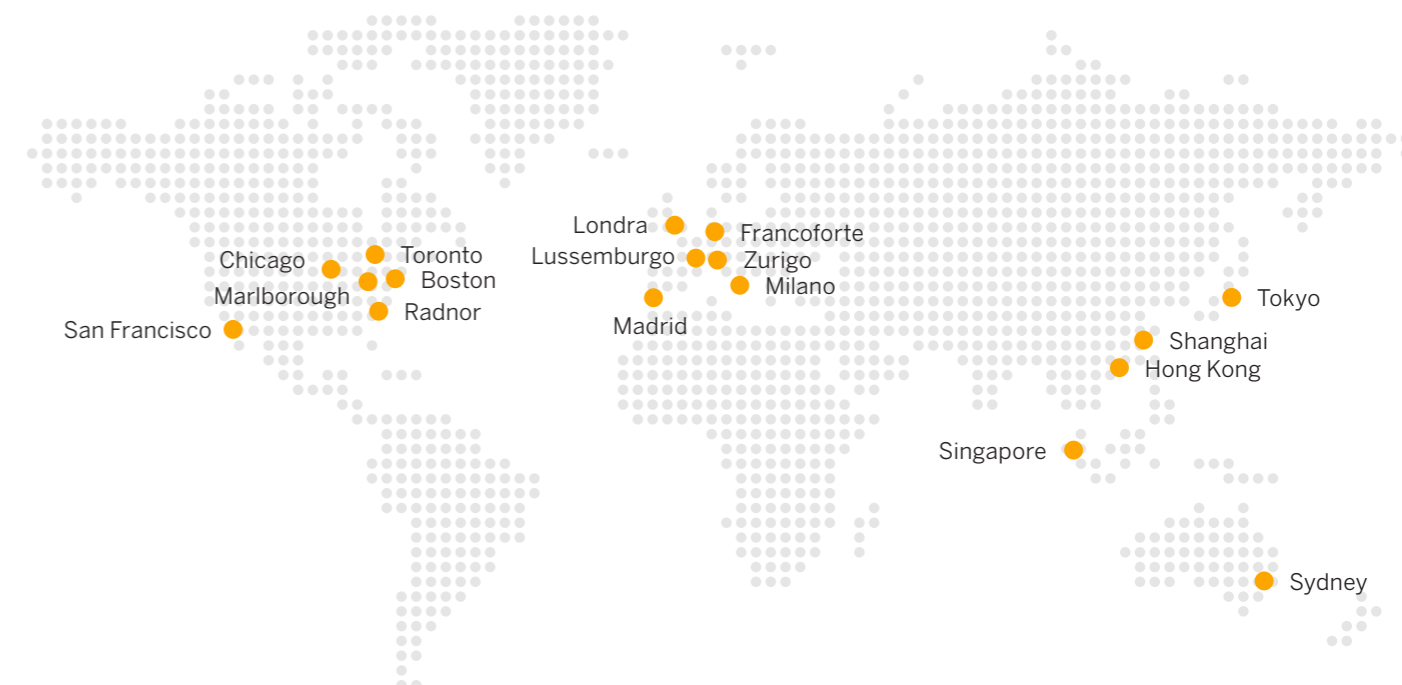 Londra
Francoforte
Toronto
Lussemburgo
Chicago
Zurigo
Boston
Milano
Marlborough
Tokyo
Radnor
Madrid
San Francisco
Shanghai
Hong Kong
Singapore
Sydney